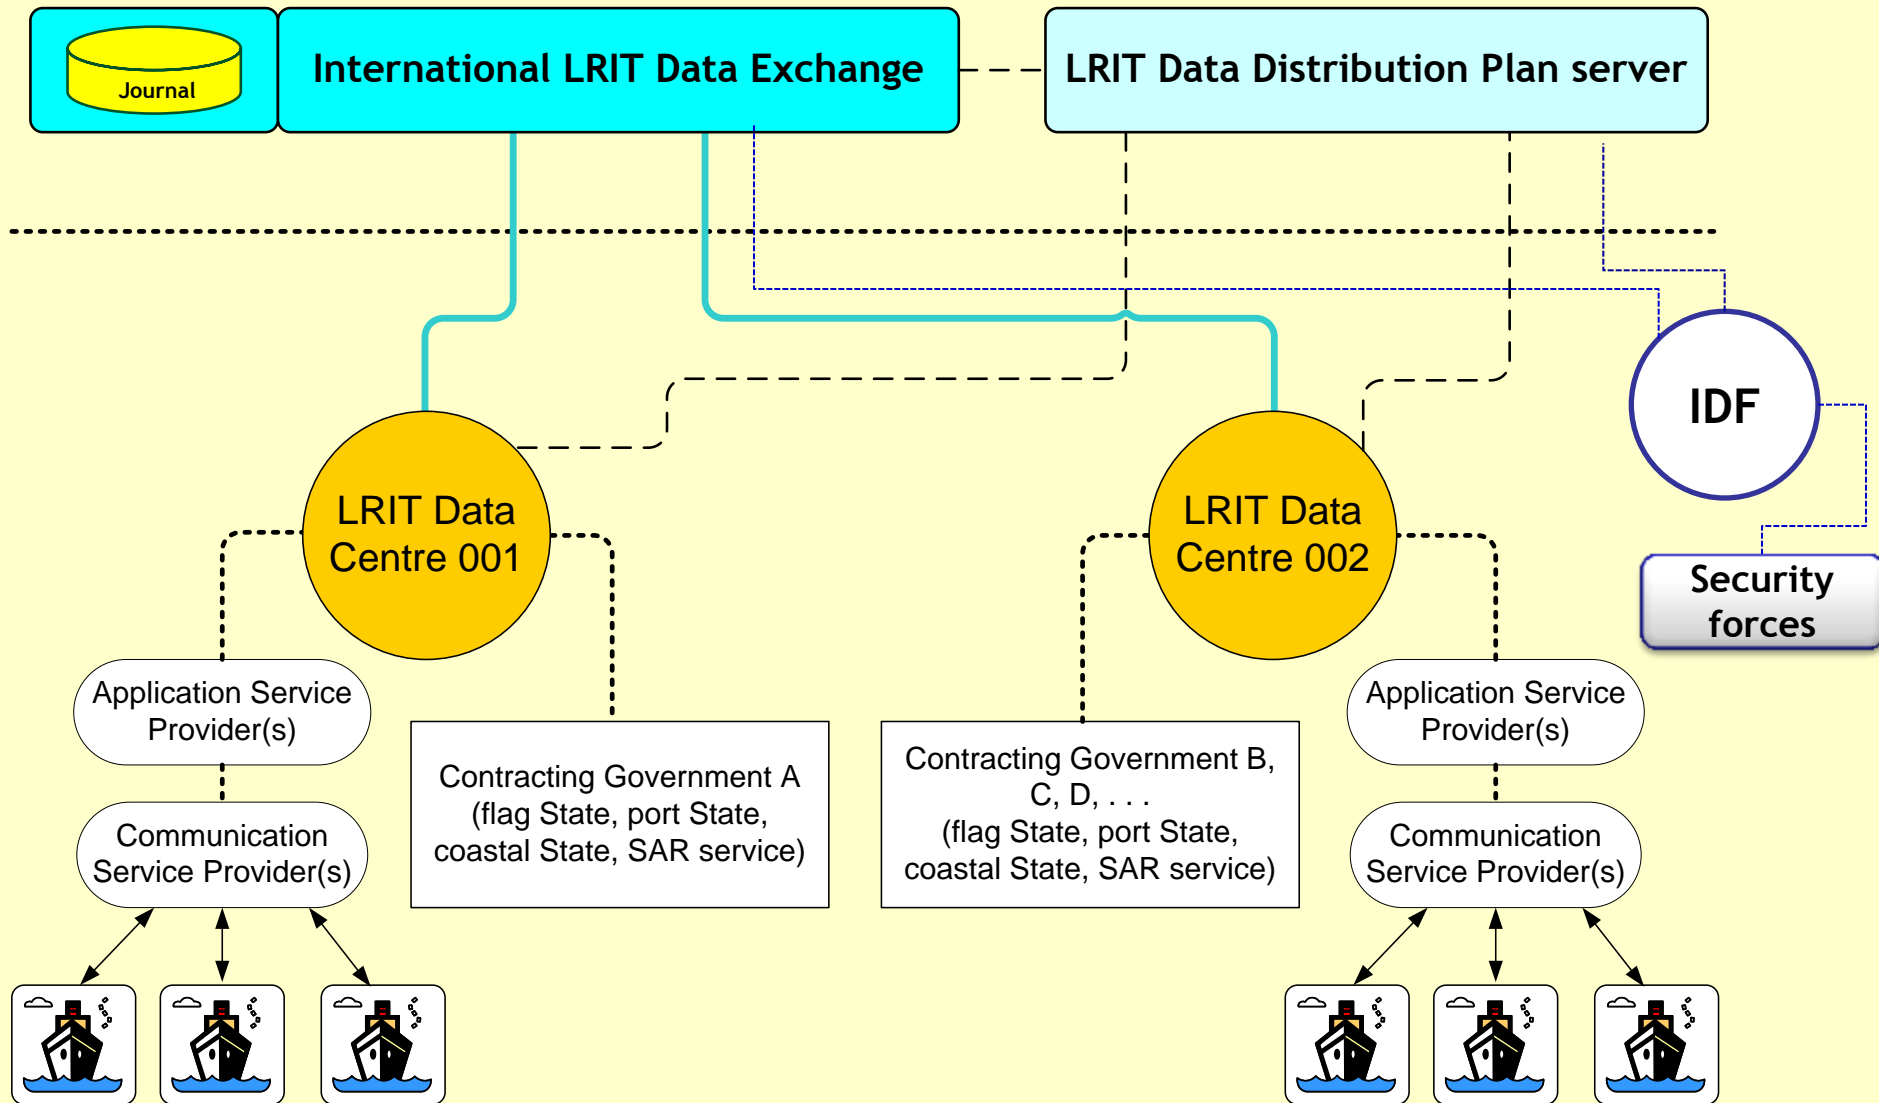 Journal
International LRIT Data Exchange
LRIT Data Distribution Plan server
IDF
LRIT Data
Centre 001
LRIT Data
Centre 002
Security
forces
Application Service
Provider(s)
Contracting Government A
(flag State, port State,
coastal State, SAR service)
Contracting Government B,
C, D, . . .
(flag State, port State,
coastal State, SAR service)
Application Service
Provider(s)
Communication
Service Provider(s)
Communication
Service Provider(s)